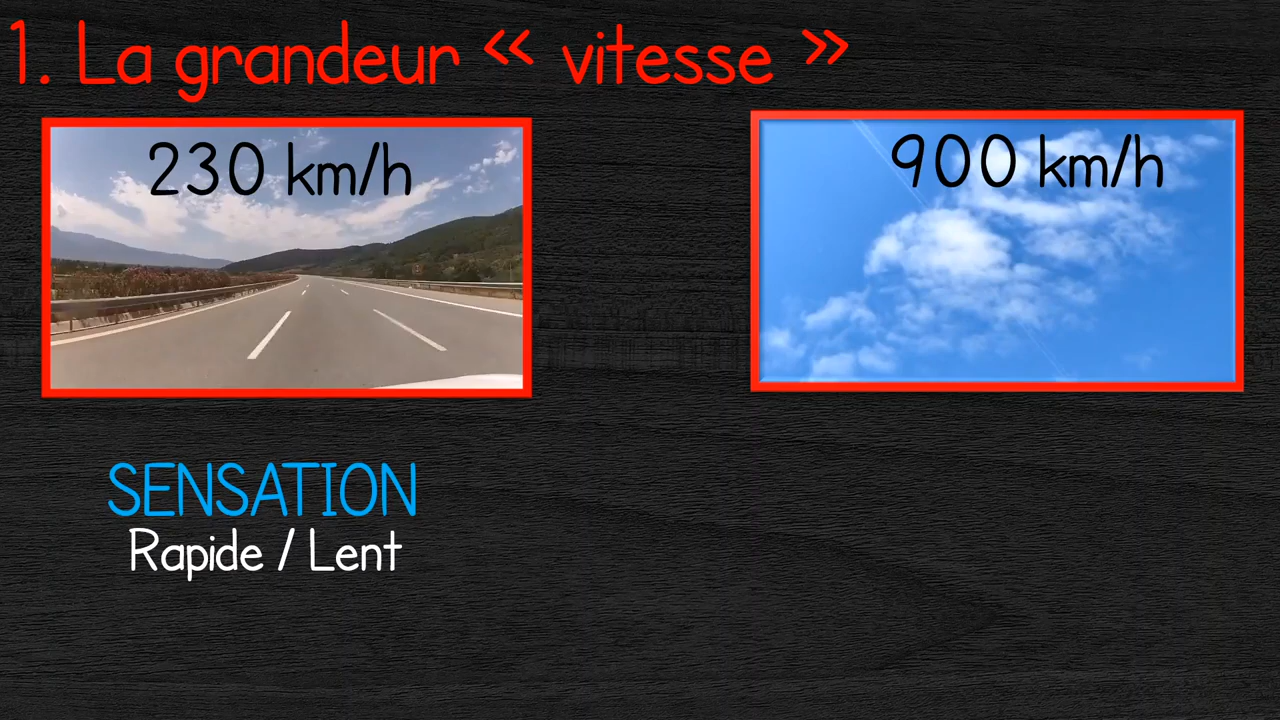 1. La grandeur « vitesse »
230 km/h
900 km/h
SENSATION
Rapide / Lent